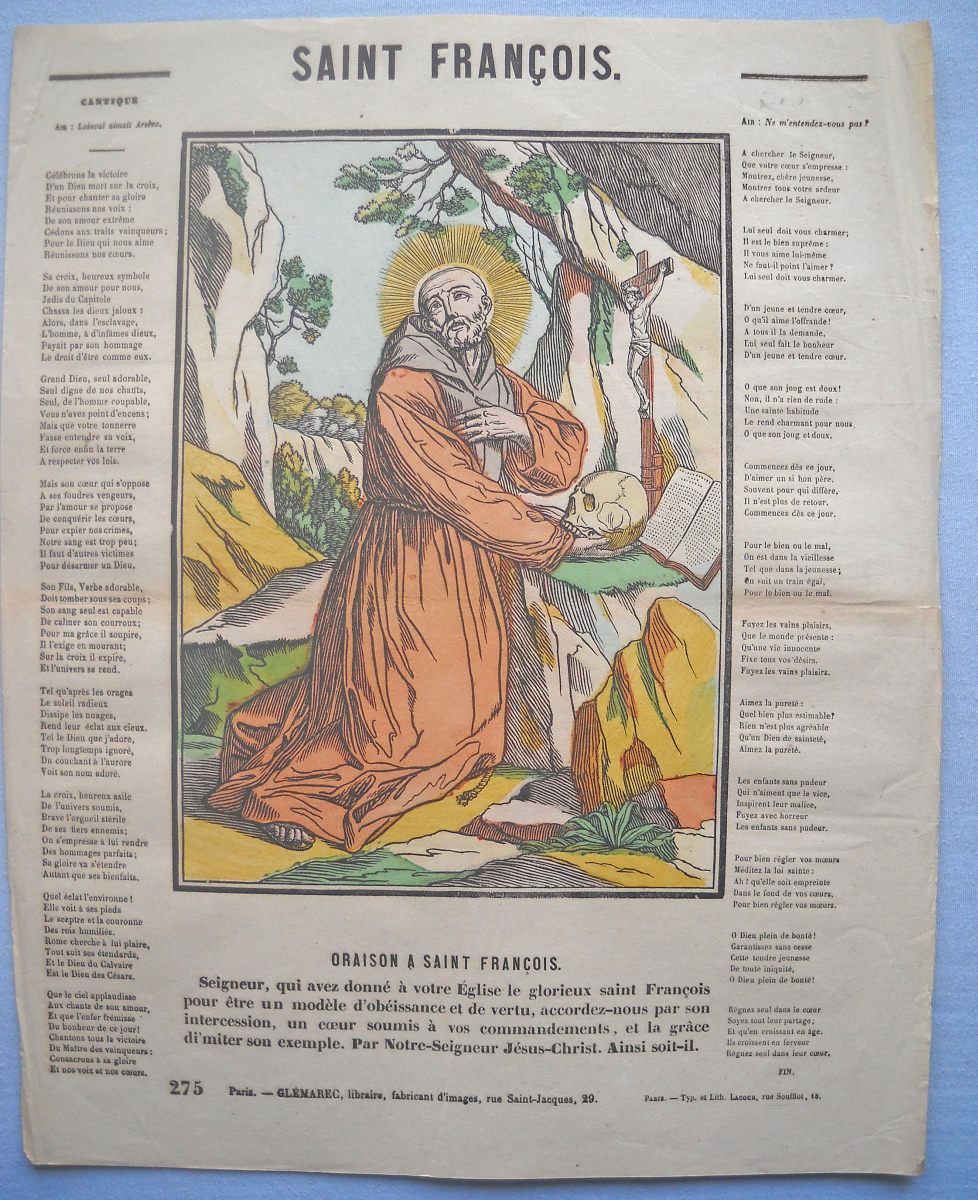 SAINT FRANÇOIS.
CANTIQUE
AIR : Lainval aimait Arsène.
Célébrons la victoire
D'un Dieu mort sur la croix,
Et pour chanter sa gloire
Réunissons nos voix :
De son amour extrême
Cédons aux traits vainqueurs ;
Pour le Dieu qui nous aime
Réunissons nos cœurs.
Sa croix, heureux symbole
De son amour pour nous,
Jadis du Capitole
Chassa les dieux jaloux :
Alors, dans l'esclavage,
L'homme, à d'infâmes dieux,
Payait par son hommage
Le droit d'être comme eux.
Grand Dieu, seul adorable,
Seul digne de nos chants,
Seul, de l'homme coupable,
Vous n'avez point d'encens ;
Mais que votre tonnerre
Fasse entendre sa voix,
Et force enfin la terre
A respecter vos lois.
Mais son cœur qui s'oppose
A ses foudres vengeurs,
Par l'amour se propose
De conquérir les cœurs,
Pour expier nos crimes,
Notre sang est trop peu ;
Il faut d'autres victimes
Pour désarmer un Dieu.
Son Fils, Verbe adorable,
Doit tomber sous ses coups ;
Son sang seul est capable
De calmer son courroux ;
Pour ma grâce il soupire,
Il l'exige en mourant ;
Sur la croix il expire,
Et l'univers se rend.
Tel qu'après les orages
Le soleil radieux
Dissipe les nuages,
Rend leur éclat aux cieux.
Tel le Dieu que j'adore,
Trop longtemps ignoré,
Du couchant à l'aurore
Voit son nom adoré.
La croix, heureux asile
De l'univers soumis,
Brave l'orgueil stérile
De ses fiers ennemis ;
On s'empresse à lui rendre
Des hommages parfaits ;
Sa gloire va s'étendre
Autant que ses bienfaits.
Quel éclat l'environne !
Elle voit à ses pieds
Le sceptre et la couronne
Des rois humiliés.
Rome cherche à lui plaire,
Tout suit ses étendards,
Et le Dieu du Calvaire
Est le Dieu des Césars.
Que le ciel applaudisse
Aux chants de son amour,
Et que l'enfer frémisse
Du bonheur de ce jour !
Chantons tous la victoire
Du Maître des vainqueurs :
Consacrons à sa gloire
Et nos voix et nos cœurs.
AIR : Ne m'entendez-vous pas ?
A chercher le Seigneur,
Que votre cœur s'empresse :
Montrez, chère jeunesse,
Montrez tous votre ardeur
A chercher le Seigneur.
Lui seul doit vous charmer ;
Il est le bien suprême :
Il vous aime lui-même
Ne faut-il point l'aimer ?
Lui seul doit vous charmer.
D'un jeune et tendre cœur,
O qu'il aime l'offrande !
A tous il la demande,
Lui seul fait le bonheur
D'un jeune et tendre cœur.
O que son joug est doux !
Non, il n'a rien de rude :
Une sainte habitude
Le rend charmant pour nous,
O que son joug et doux.
Commencez dès ce jour,
D'aimer un si bon père.
Souvent pour qui diffère,
Il n'est plus de retour.
Commencez dès ce jour.
Pour le bien ou le mal,
On est dans la vieillesse
Tel que dans la jeunesse ;
On suit un train égal,
Pour le bien ou le mal.
Fuyez les vains plaisirs,
Que le monde présente :
Qu'une vie innocente
Fixe tous vos désirs.
Fuyez les vains plaisirs.
Aimez la pureté :
Quel bien plus estimable ?
Rien n'est plus agréable
Qu'un Dieu de sainteté,
Aimez la pureté.
Les enfants sans pudeur
Qui n'aiment que le vice,
Inspirent leur malice,
Fuyez avec horreur
Les enfants sans pudeur.
Pour bien régler vos mœurs
Méditez la loi sainte :
Ah ! qu'elle soit empreinte
Dans le fond de vos cœurs,
Pour bien régler vos mœurs.
O Dieu plein de bonté !
Garantissez sans cesse
Cette tendre jeunesse
De toute iniquité,
O Dieu plein de bonté !
Régnez seul dans le cœur
Soyez tout leur partage ;
Et qu'en croissant en âge.
Ils croissent en ferveur
Régnez seul dans leur cœur.
FIN.
ORAISON A SAINT FRANÇOIS.
Seigneur, qui avez donné à votre Église le glorieux saint François
pour être un modèle d'obéissance et de vertu, accordez-nous par son
intercession, un cœur soumis à vos commandements, et la grâce
d'imiter son exemple. Par Notre-Seigneur Jésus-Christ. Ainsi soit-il.
275 Paris. — GLÉMAREC, libraire, fabricant d'images, rue Saint-Jacques, 29.
PARIS. — Typ. et Lith. LACOUR, rue Soufflot, 18.